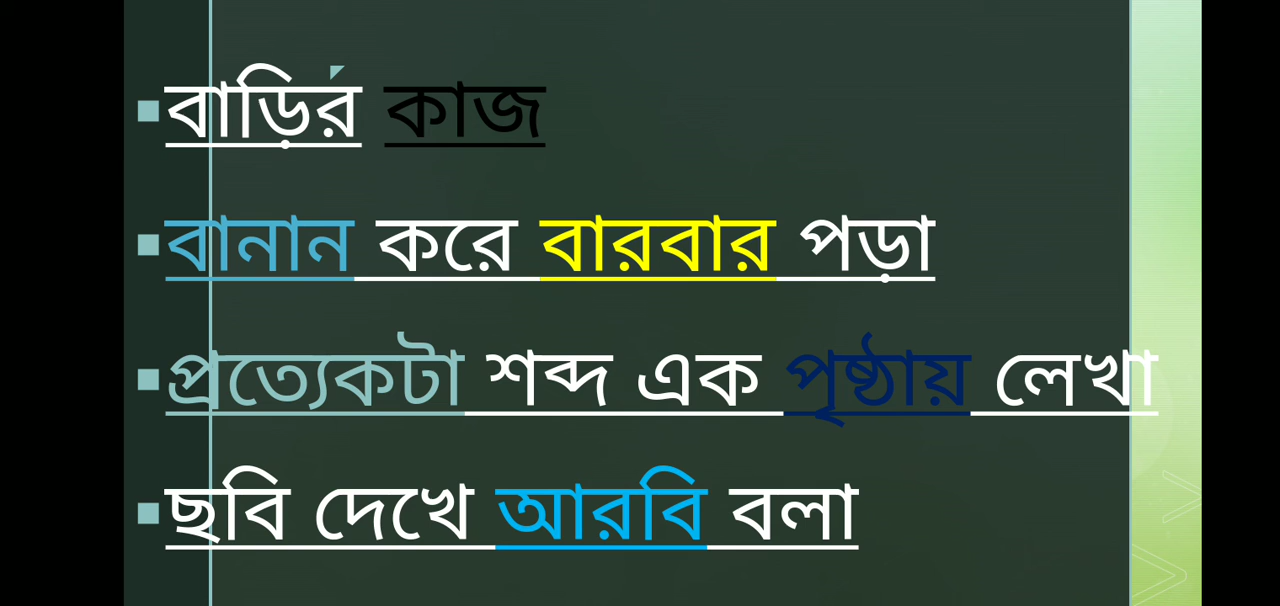 বাড়ির কাজ
বানান করে বারবার পড়া
প্রত্যেকটা শব্দ এক পৃষ্ঠায় লেখা
ছবি দেখে আরবি বলা